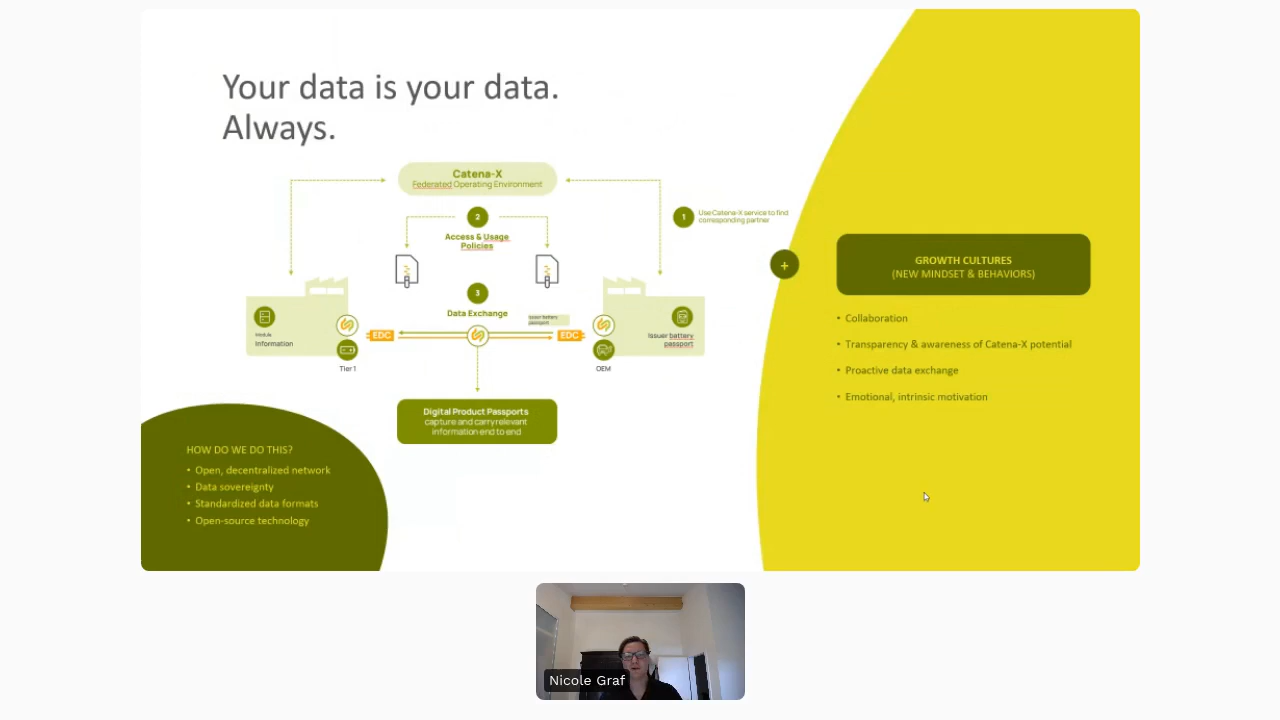 Your data is your data.
Always.
Catena-X
Federated Operating Environment
2
Access & Usage
Policies
1
Use Catena-X service to find
corresponding partner
3
Data Exchange
Issuer battery
passport
EDC
EDC
Module
Information
Tier 1
Issuer battery
passport
OEM
Digital Product Passports
capture and carry relevant
information end to end
HOW DO WE DO THIS?
• Open, decentralized network
• Data sovereignty
• Standardized data formats
• Open-source technology
+
GROWTH CULTURES
(NEW MINDSET & BEHAVIORS)
• Collaboration
• Transparency & awareness of Catena-X potential
• Proactive data exchange
• Emotional, intrinsic motivation
Nicole Graf